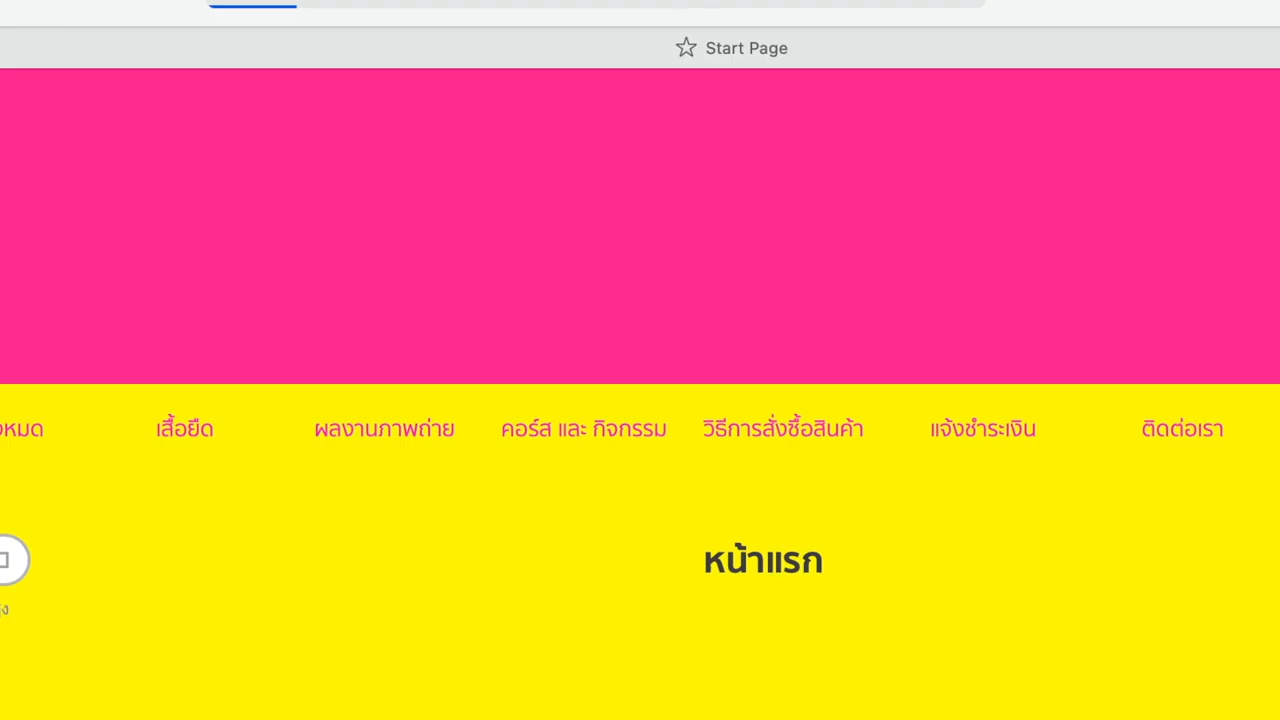 Start Page
เสื้อยืด ผลงานภาพถ่าย คอร์ส และ กิจกรรม วิธีการสั่งซื้อสินค้า แจ้งชำระเงิน ติดต่อเรา
หน้าแรก